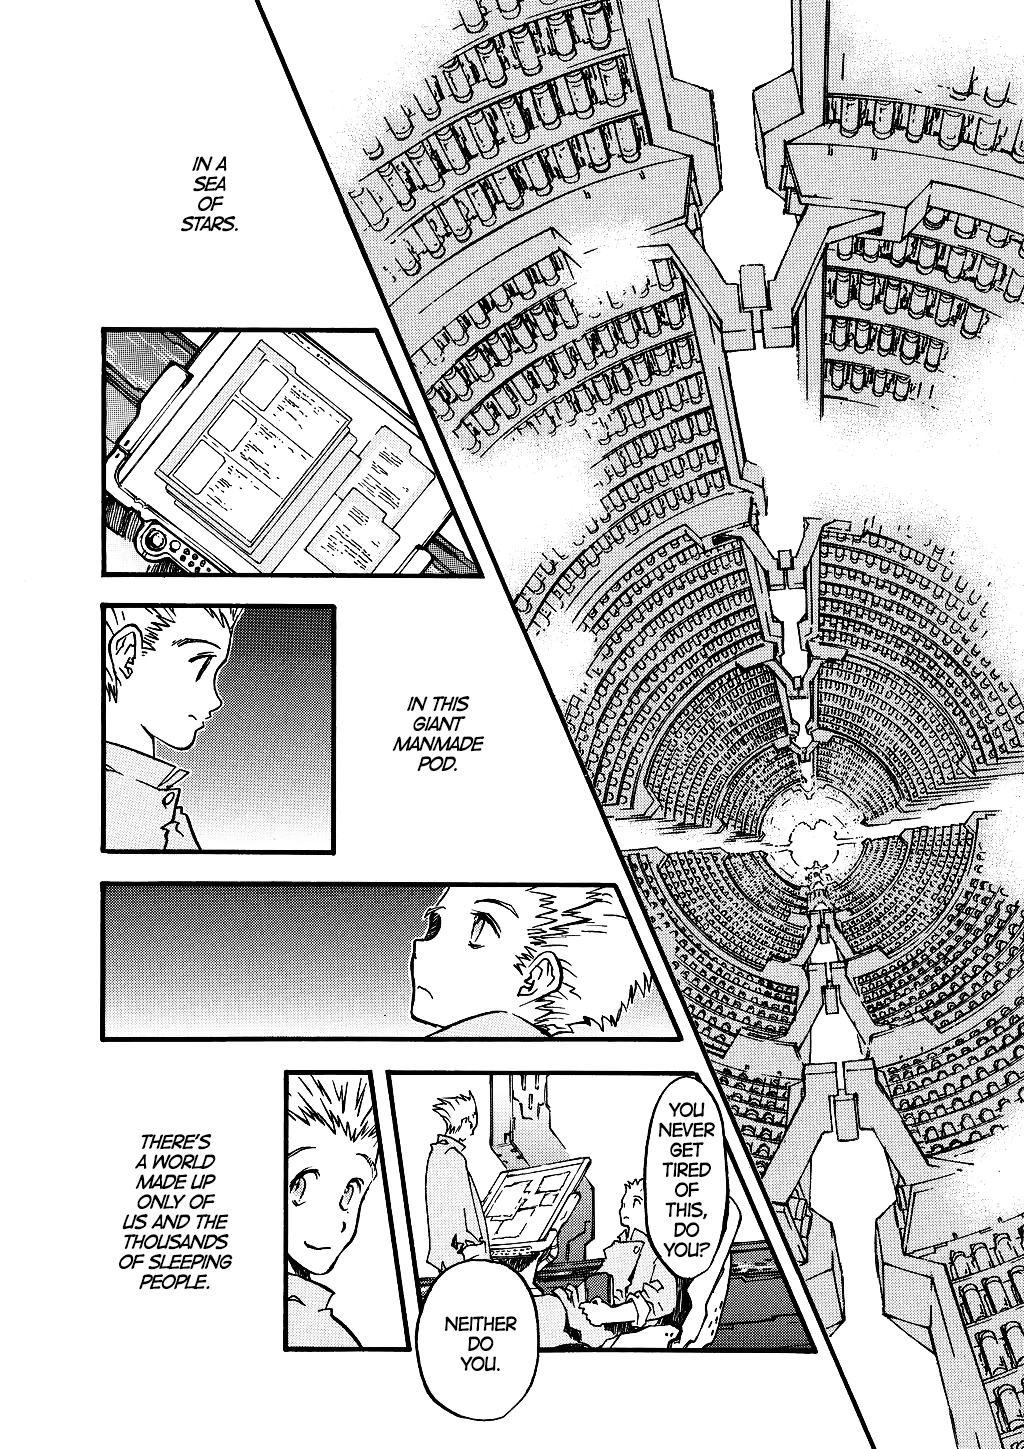 IN A
SEA
OF
STARS.
IN THIS
GIANT
MANMADE
POD.
THERE'S
A WORLD
MADE UP
ONLY OF
US AND THE
THOUSANDS
OF SLEEPING
PEOPLE.
YOU
NEVER
GET
TIRED
OF
THIS,
DO
YOU?
NEITHER
DO
YOU.